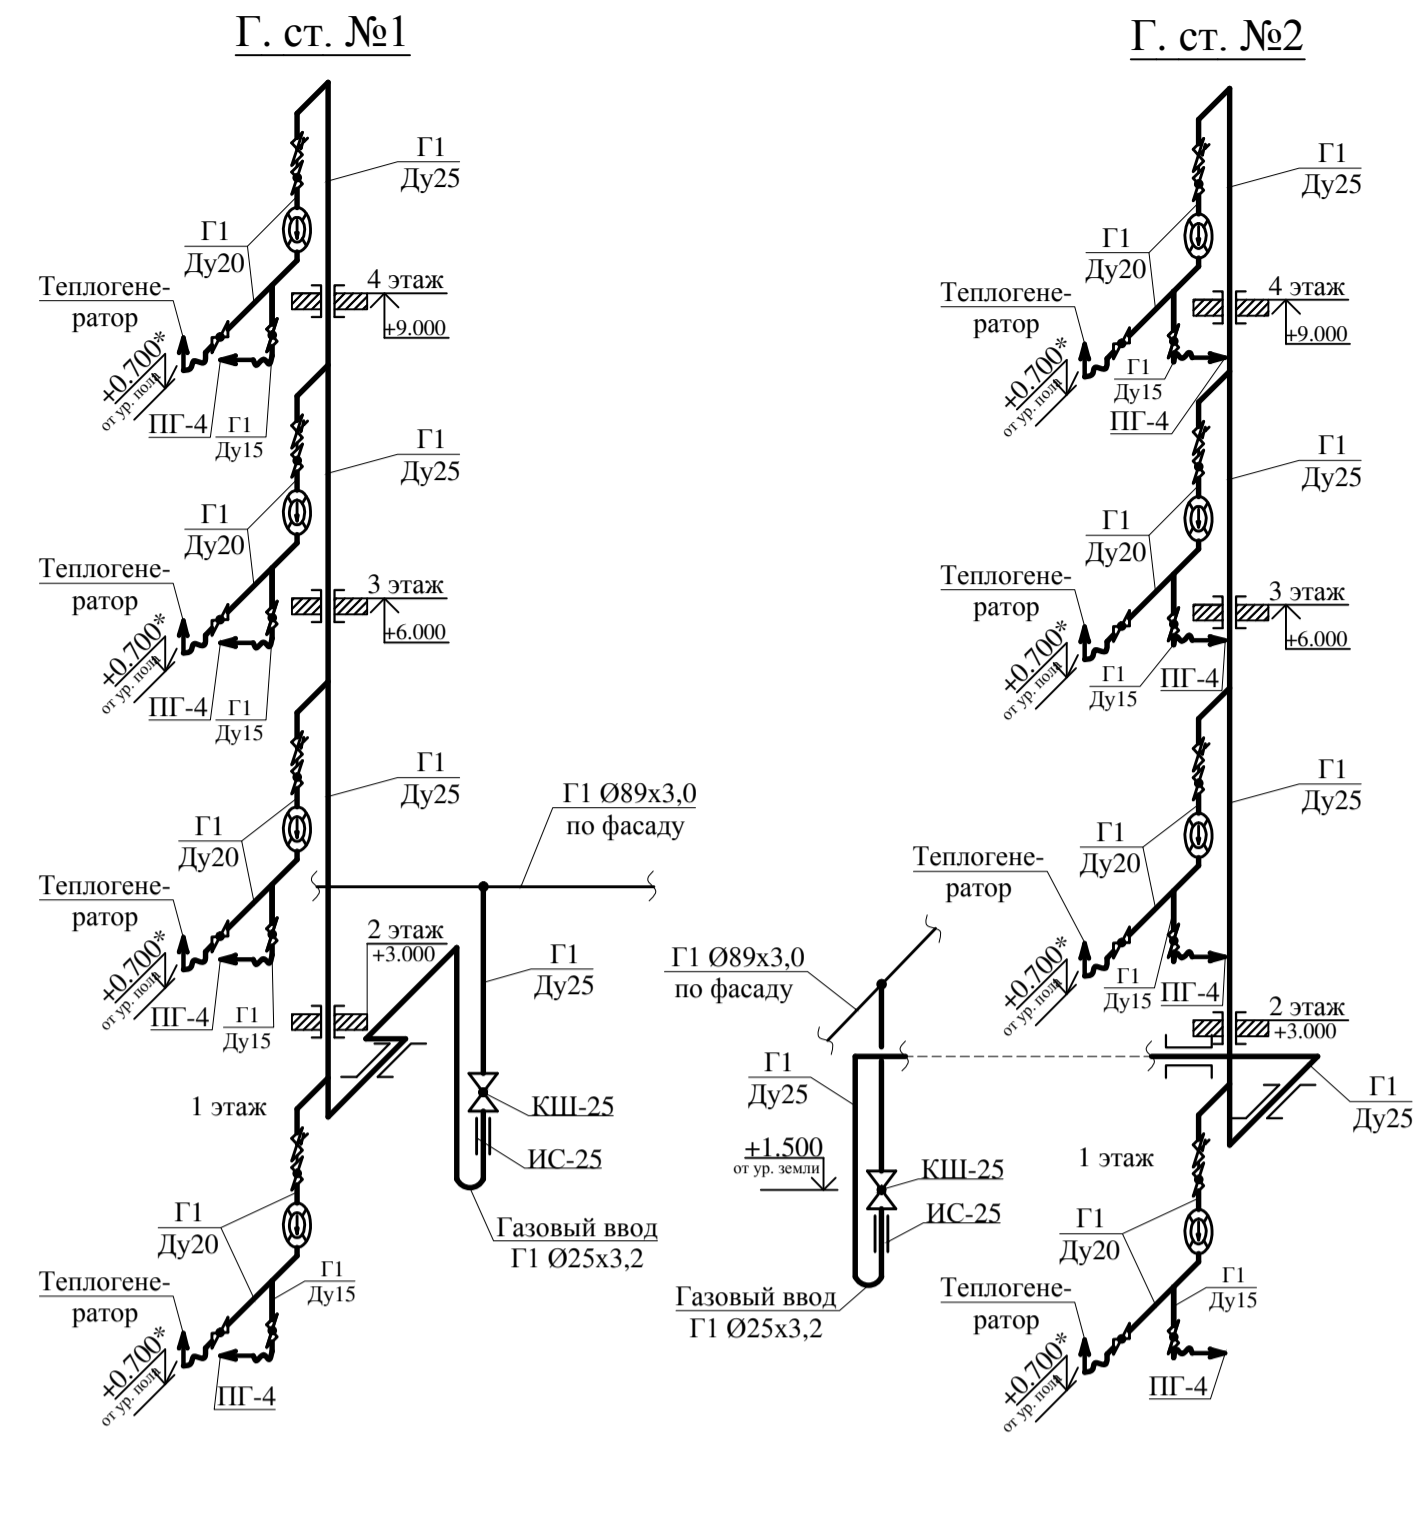 Г. ст. №1
Г1
Ду25
Г1
Ду20
Теплогене-
ратор
4 этаж
+9.000
+0.700*
от ур. пола
ПГ-4
Г1
Ду15
Г1
Ду25
Г1
Ду20
Теплогене-
ратор
3 этаж
+6.000
+0.700*
от ур. пола
ПГ-4
Г1
Ду15
Г1
Ду25
Г1 Ø89х3,0
по фасаду
Г1
Ду20
Теплогене-
ратор
2 этаж
+3.000
Г1
Ду25
+0.700*
от ур. пола
ПГ-4
Г1
Ду15
1 этаж
КШ-25
ИС-25
Г1
Ду20
Газовый ввод
Г1 Ø25х3,2
Теплогене-
ратор
Г1
Ду15
+0.700*
от ур. пола
ПГ-4
Г. ст. №2
Г1
Ду25
Г1
Ду20
Теплогене-
ратор
4 этаж
+9.000
+0.700*
от ур. пола
Г1
Ду15
ПГ-4
Г1
Ду25
Г1
Ду20
Теплогене-
ратор
3 этаж
+6.000
+0.700*
от ур. пола
Г1
Ду15
ПГ-4
Г1
Ду25
Г1
Ду20
Теплогене-
ратор
Г1 Ø89х3,0
по фасаду
+0.700*
от ур. пола
Г1
Ду15
ПГ-4
2 этаж
+3.000
Г1
Ду25
Г1
Ду25
+1.500
от ур. земли
1 этаж
КШ-25
ИС-25
Г1
Ду20
Газовый ввод
Г1 Ø25х3,2
Теплогене-
ратор
Г1
Ду15
+0.700*
от ур. пола
ПГ-4